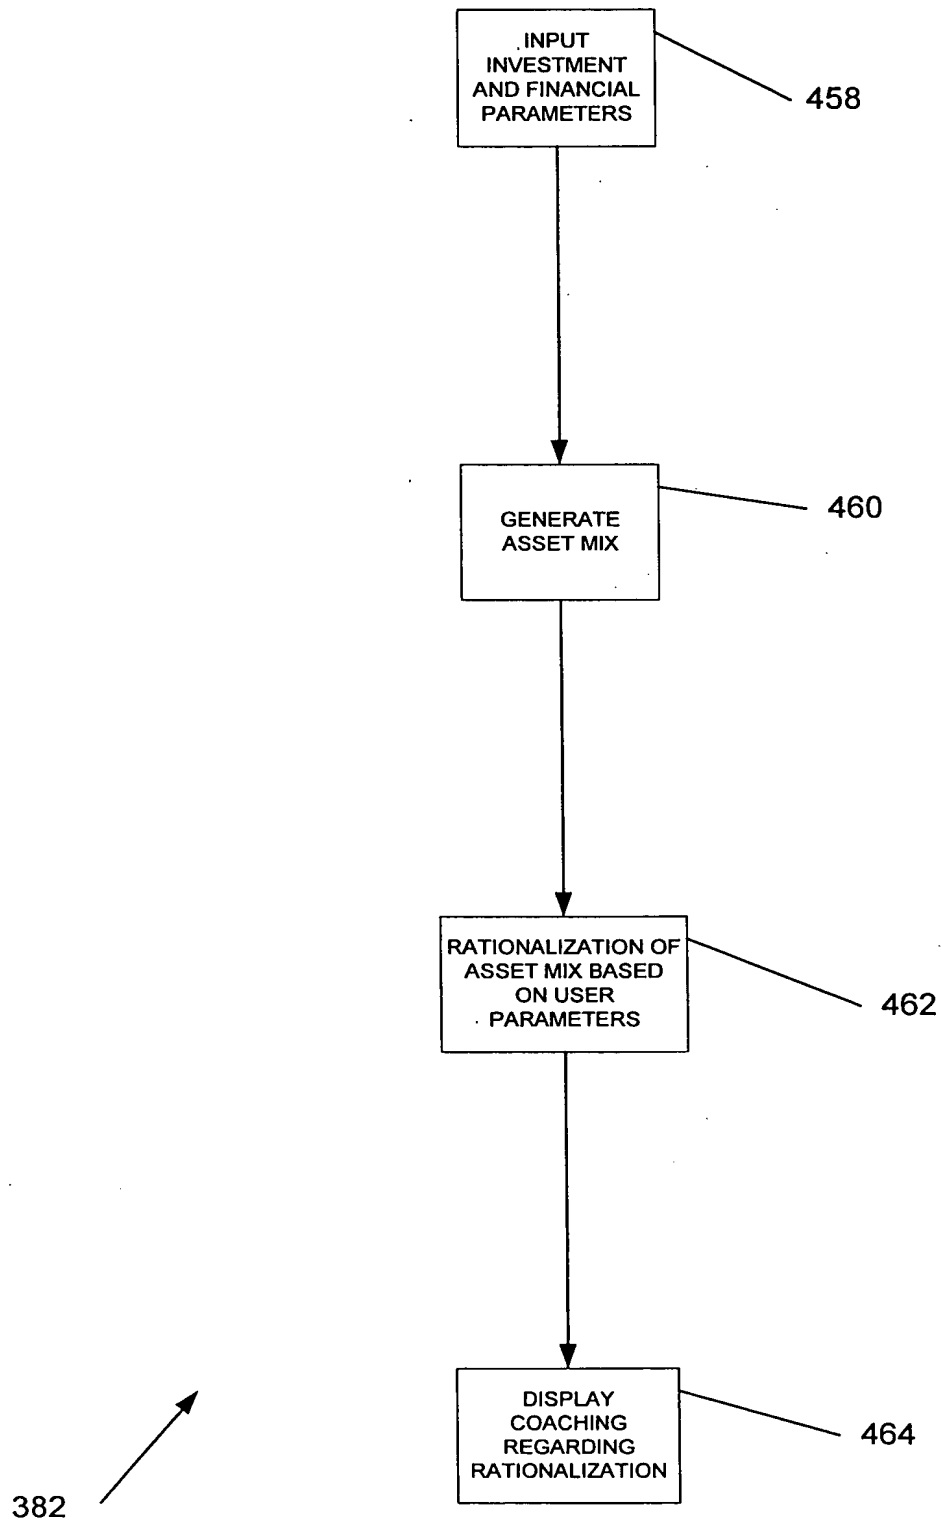 INPUT
INVESTMENT
AND FINANCIAL
PARAMETERS
458
GENERATE
ASSET MIX
460
RATIONALIZATION OF
ASSET MIX BASED
ON USER
PARAMETERS
462
DISPLAY
COACHING
REGARDING
RATIONALIZATION
464
382